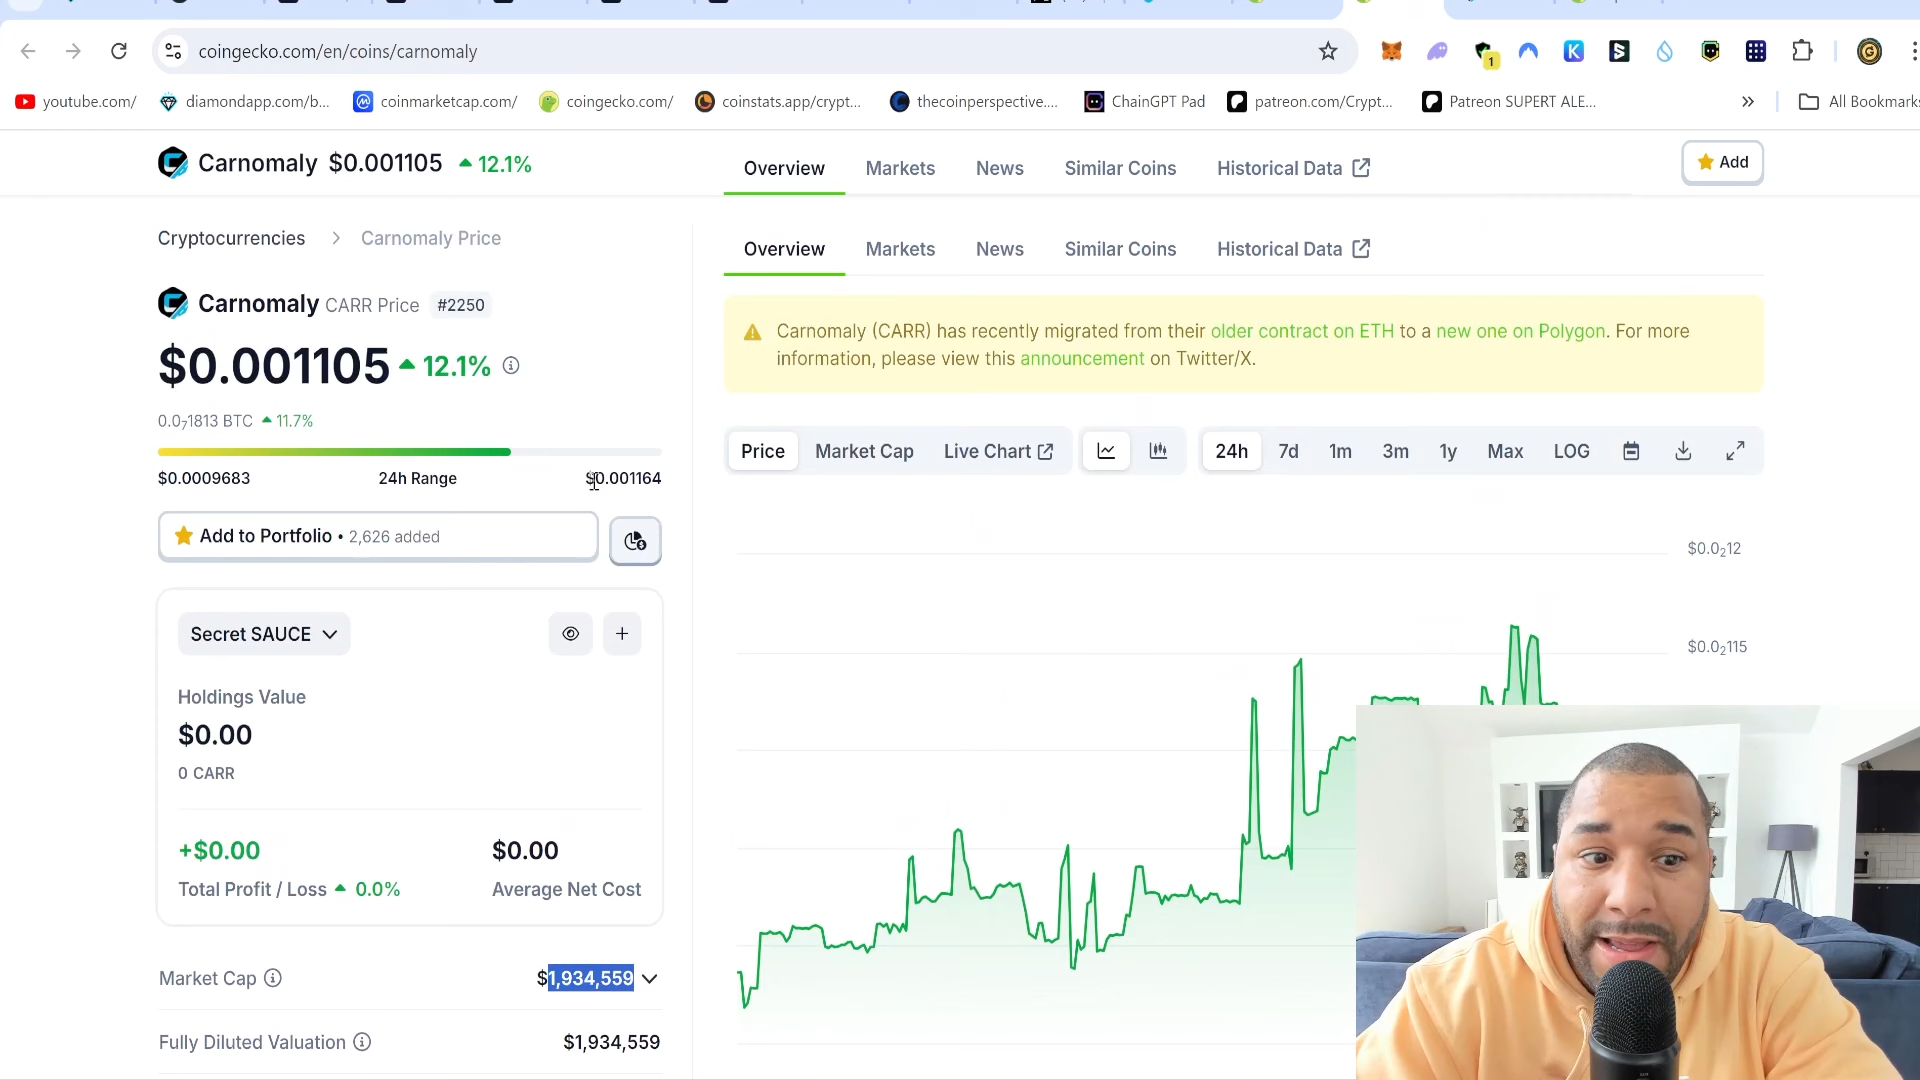 coingecko.com/en/coins/carnomaly
1
youtube.com/
diamondapp.com/b...
coinmarketcap.com/
coingecko.com/
coinstats.app/crypt...
thecoinperspective....
ChainGPT Pad
patreon.com/Crypt...
Patreon SUPERT ALE...
All Bookmarks
Carnomaly $0.001105 12.1%
Overview Markets News Similar Coins Historical Data
Add
Cryptocurrencies > Carnomaly Price
Overview Markets News Similar Coins Historical Data
Carnomaly CARR Price #2250
$0.001105 12.1%
0.0₇1813 BTC 11.7%
$0.0009683 24h Range $0.001164
Add to Portfolio • 2,626 added
Secret SAUCE
Holdings Value
$0.00
0 CARR
+$0.00 $0.00
Total Profit / Loss 0.0% Average Net Cost
Market Cap $1,934,559
Fully Diluted Valuation $1,934,559
Carnomaly (CARR) has recently migrated from their older contract on ETH to a new one on Polygon. For more
information, please view this announcement on Twitter/X.
Price Market Cap Live Chart 24h 7d 1m 3m 1y Max LOG
$0.0₂12
$0.0₂115